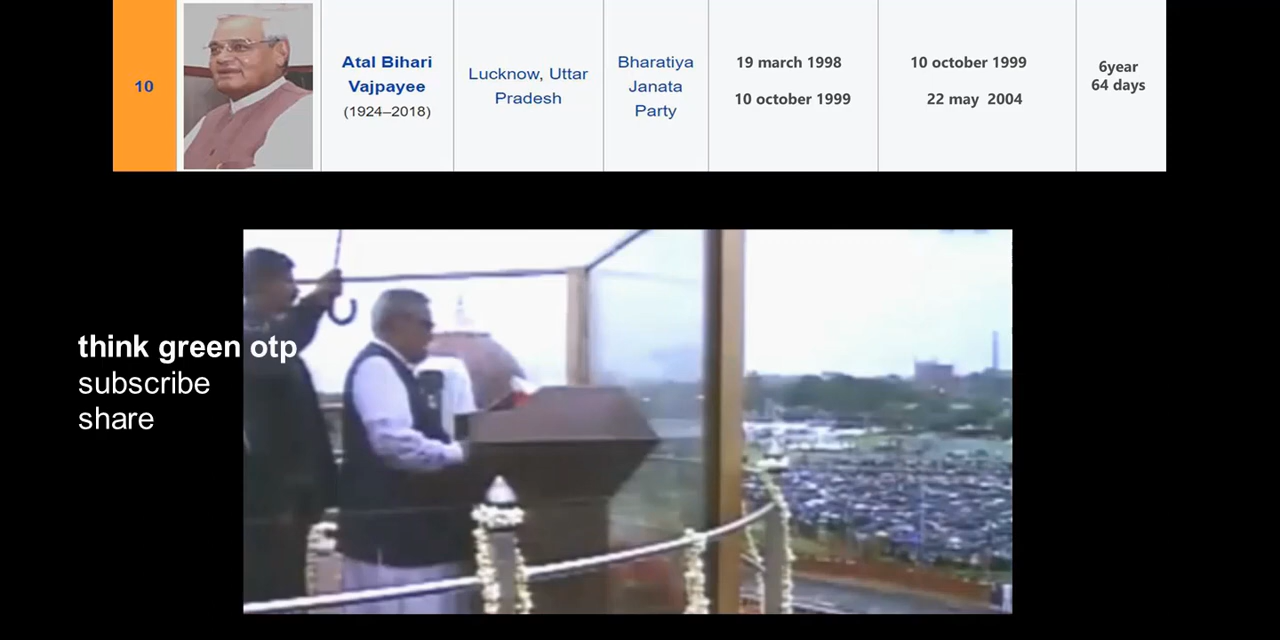 10
Atal Bihari
Vajpayee
(1924–2018)
Lucknow, Uttar
Pradesh
Bharatiya
Janata
Party
19 march 1998
10 october 1999
10 october 1999
22 may 2004
6year
64 days
think green otp
subscribe
share